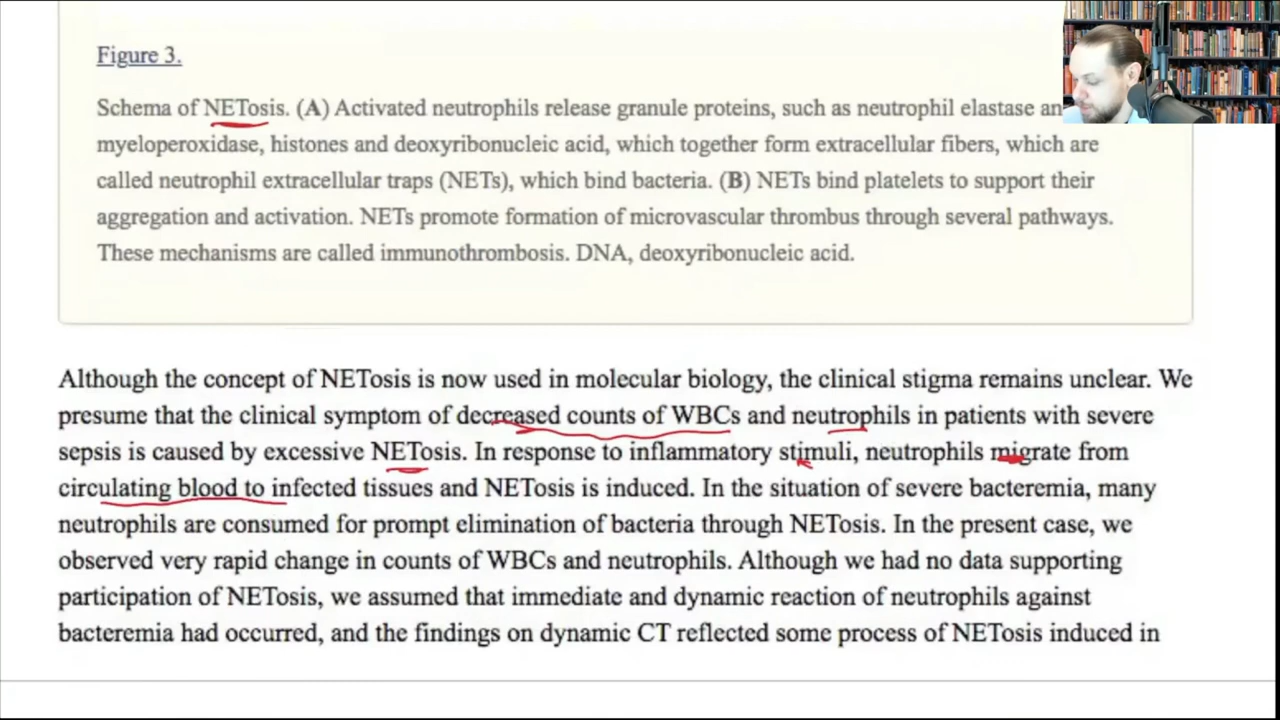 Figure 3.
Schema of NETosis. (A) Activated neutrophils release granule proteins, such as neutrophil elastase an
myeloperoxidase, histones and deoxyribonucleic acid, which together form extracellular fibers, which are
called neutrophil extracellular traps (NETs), which bind bacteria. (B) NETs bind platelets to support their
aggregation and activation. NETs promote formation of microvascular thrombus through several pathways.
These mechanisms are called immunothrombosis. DNA, deoxyribonucleic acid.
Although the concept of NETosis is now used in molecular biology, the clinical stigma remains unclear. We
presume that the clinical symptom of decreased counts of WBCs and neutrophils in patients with severe
sepsis is caused by excessive NETosis. In response to inflammatory stimuli, neutrophils migrate from
circulating blood to infected tissues and NETosis is induced. In the situation of severe bacteremia, many
neutrophils are consumed for prompt elimination of bacteria through NETosis. In the present case, we
observed very rapid change in counts of WBCs and neutrophils. Although we had no data supporting
participation of NETosis, we assumed that immediate and dynamic reaction of neutrophils against
bacteremia had occurred, and the findings on dynamic CT reflected some process of NETosis induced in